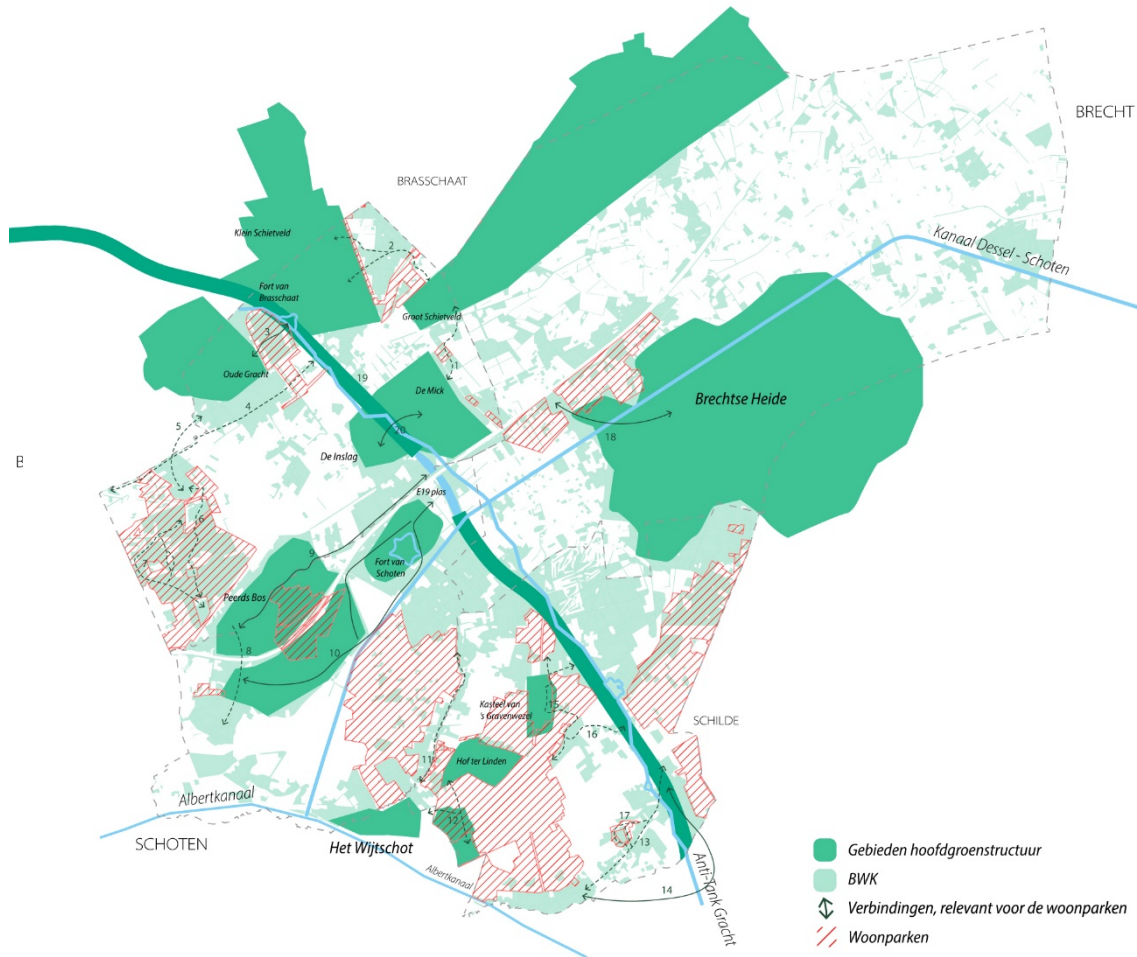 BRECHT
BRASSCHAAT
Klein Schietveld
2
Kanaal Dessel - Schoten
Fort van
Brasschaat
Groot Schietveld
3
1
Oude Gracht
19
De Mick
4
Brechtse Heide
5
20
18
B
De Inslag
E19 plas
6
9
Fort van
Schoten
7
Peerds Bos
8
10
Kasteel van
's Gravenwezel
15
SCHILDE
16
11
Hof ter Linden
Albertkanaal
12
17
SCHOTEN
Het Wijtschot
13
Albertkanaal
14
Anti-Tank Gracht
Gebieden hoofdgroenstructuur
BWK
Verbindingen, relevant voor de woonparken
Woonparken